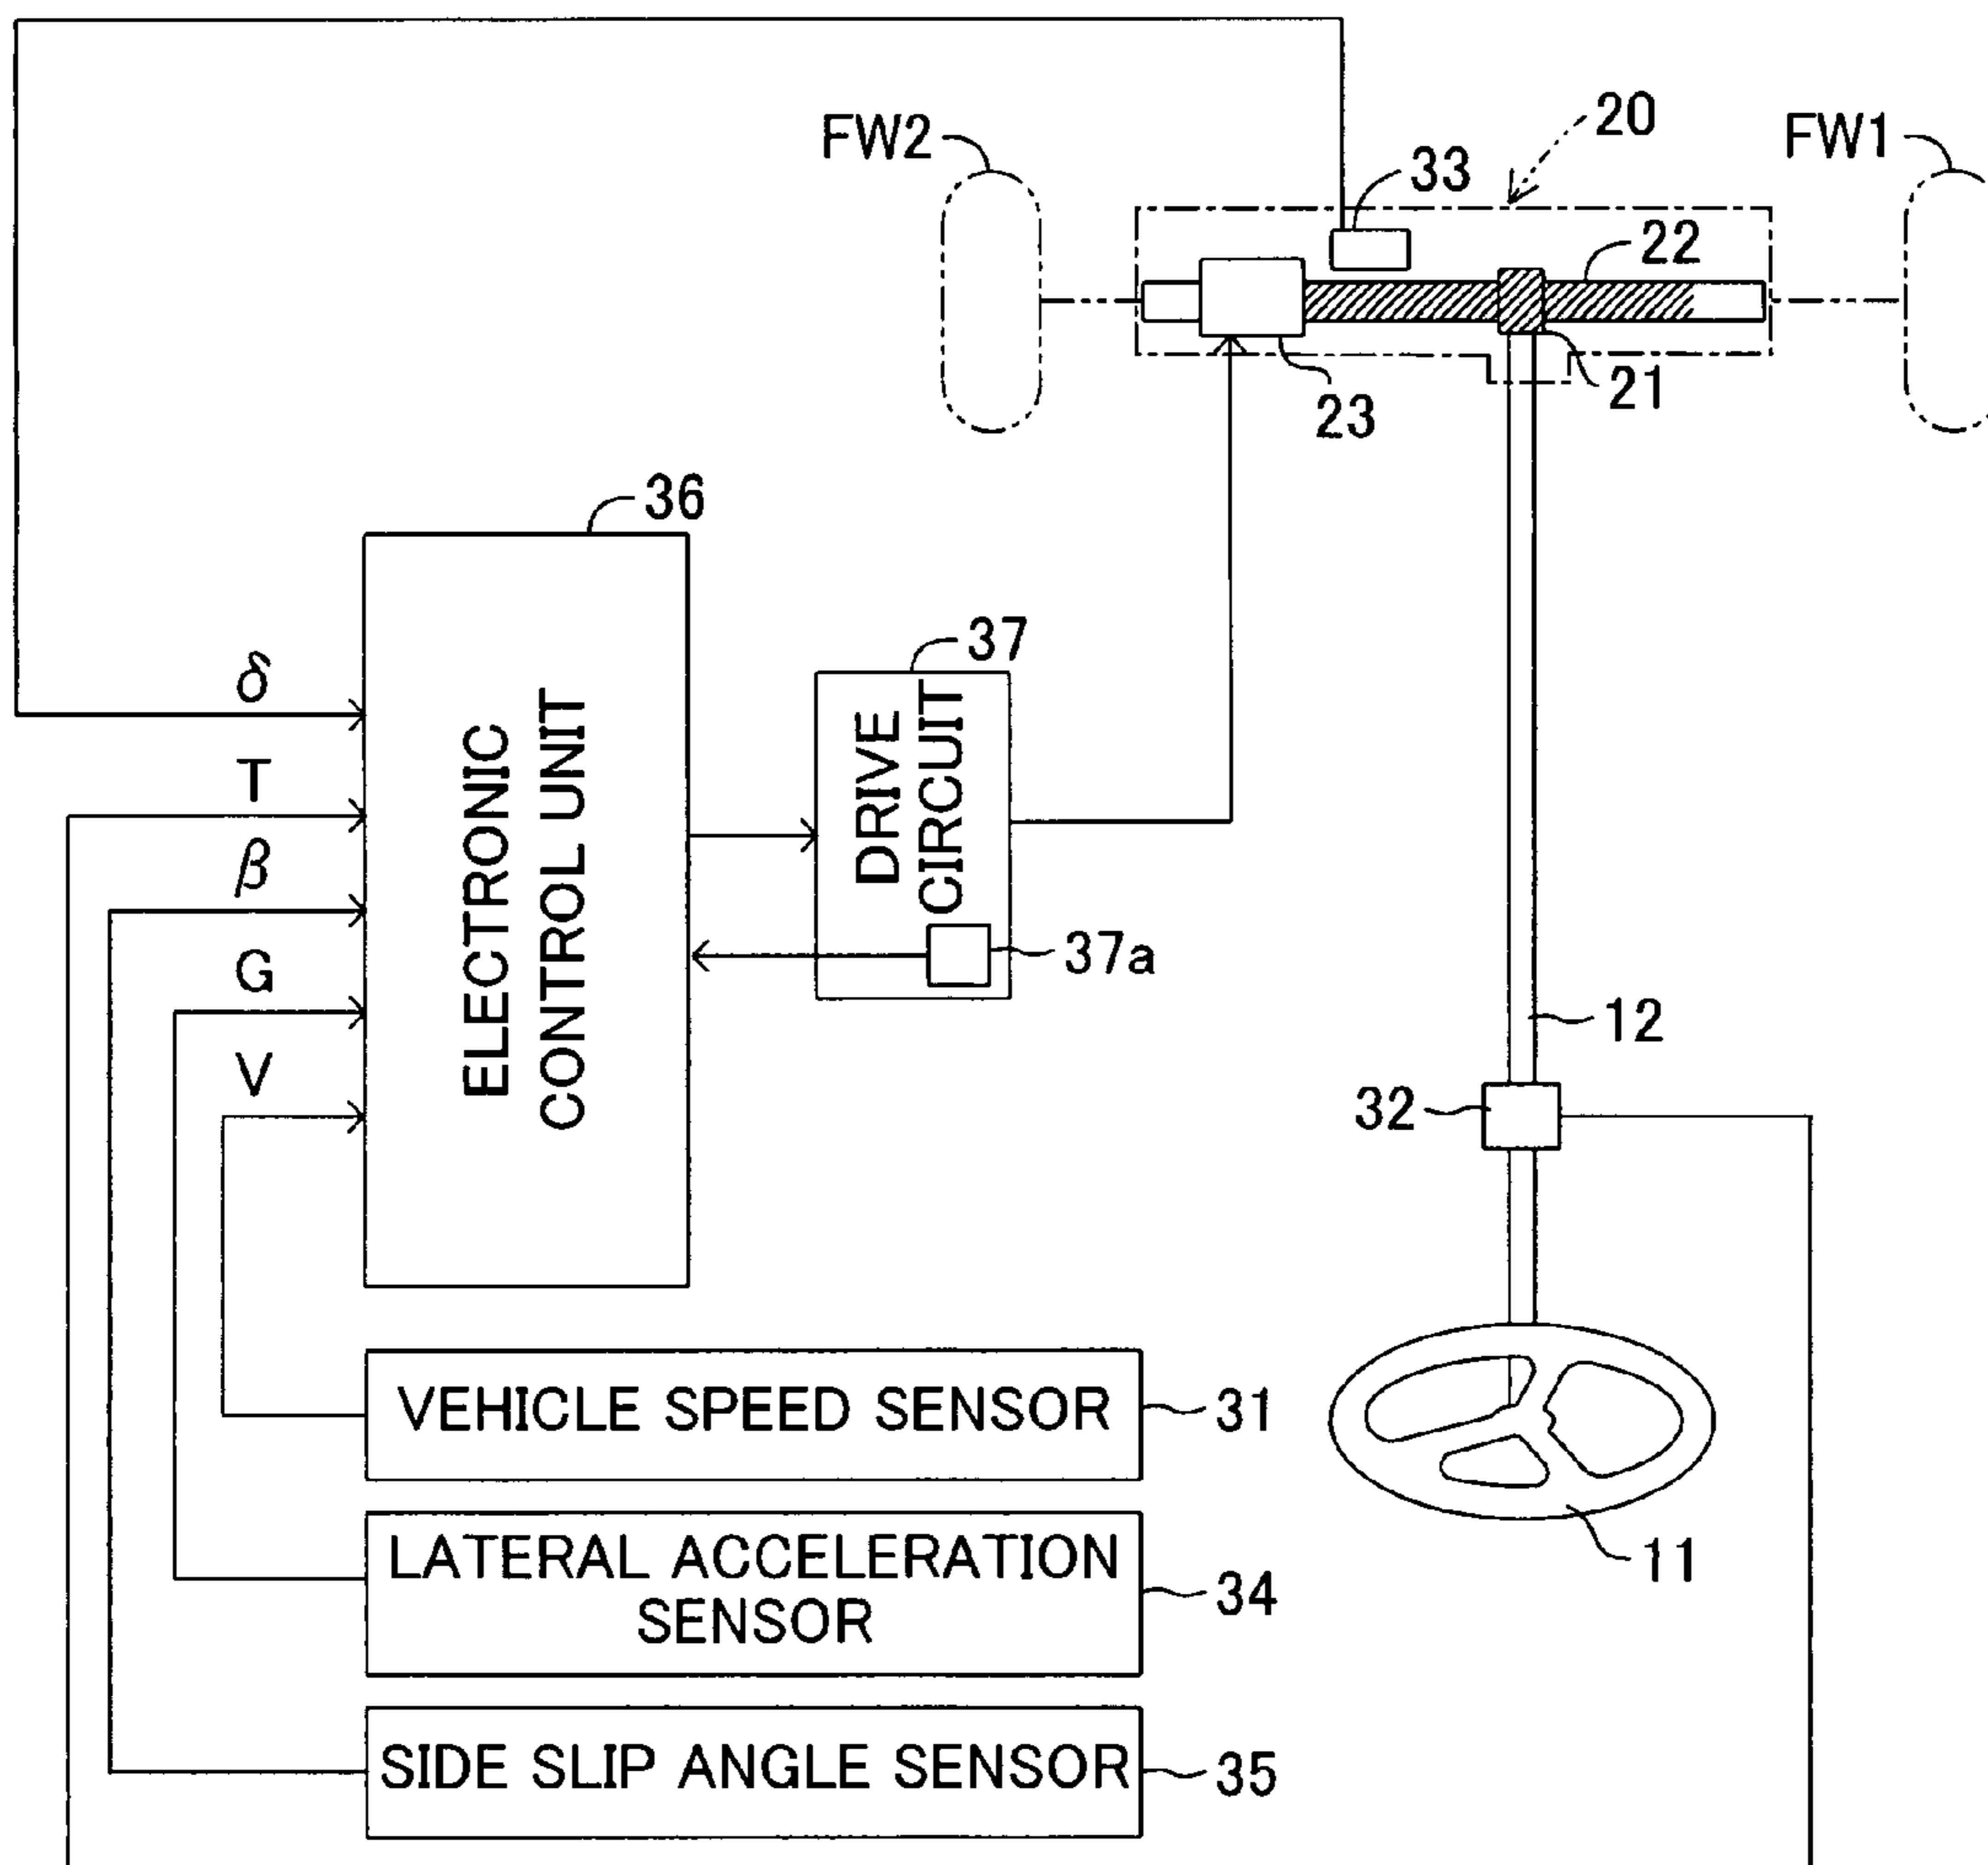 20
FW2
FW1
33
22
21
23
36
37
δ
T
β
G
V
ELECTRONIC
CONTROL UNIT
DRIVE
CIRCUIT
37a
12
32
VEHICLE SPEED SENSOR
31
11
LATERAL ACCELERATION
SENSOR
34
SIDE SLIP ANGLE SENSOR
35